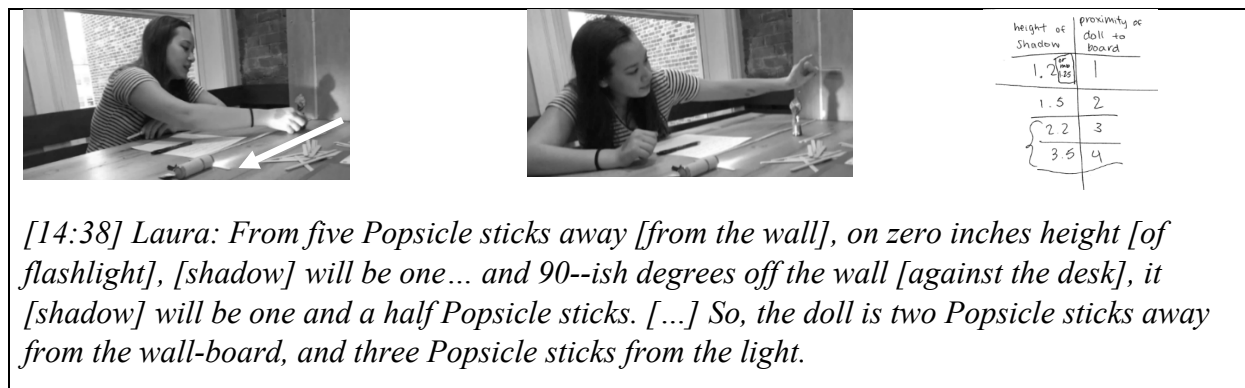 height of shadow | proximity of doll to board
1.2 | 1
1.5 | 2
2.2 | 3
3.5 | 4
[14:38] Laura: From five Popsicle sticks away [from the wall], on zero inches height [of
flashlight], [shadow] will be one… and 90--ish degrees off the wall [against the desk], it
[shadow] will be one and a half Popsicle sticks. […] So, the doll is two Popsicle sticks away
from the wall-board, and three Popsicle sticks from the light.